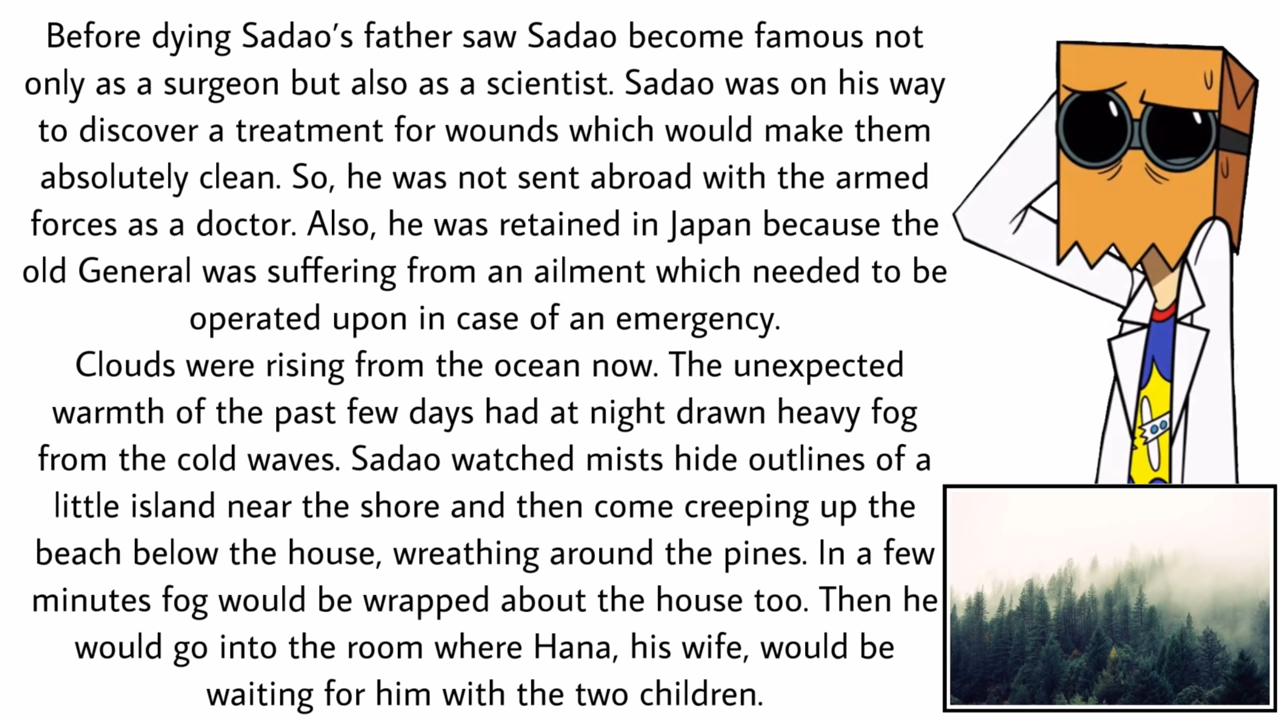 Before dying Sadao's father saw Sadao become famous not
only as a surgeon but also as a scientist. Sadao was on his way
to discover a treatment for wounds which would make them
absolutely clean. So, he was not sent abroad with the armed
forces as a doctor. Also, he was retained in Japan because the
old General was suffering from an ailment which needed to be
operated upon in case of an emergency.
Clouds were rising from the ocean now. The unexpected
warmth of the past few days had at night drawn heavy fog
from the cold waves. Sadao watched mists hide outlines of a
little island near the shore and then come creeping up the
beach below the house, wreathing around the pines. In a few
minutes fog would be wrapped about the house too. Then he
would go into the room where Hana, his wife, would be
waiting for him with the two children.